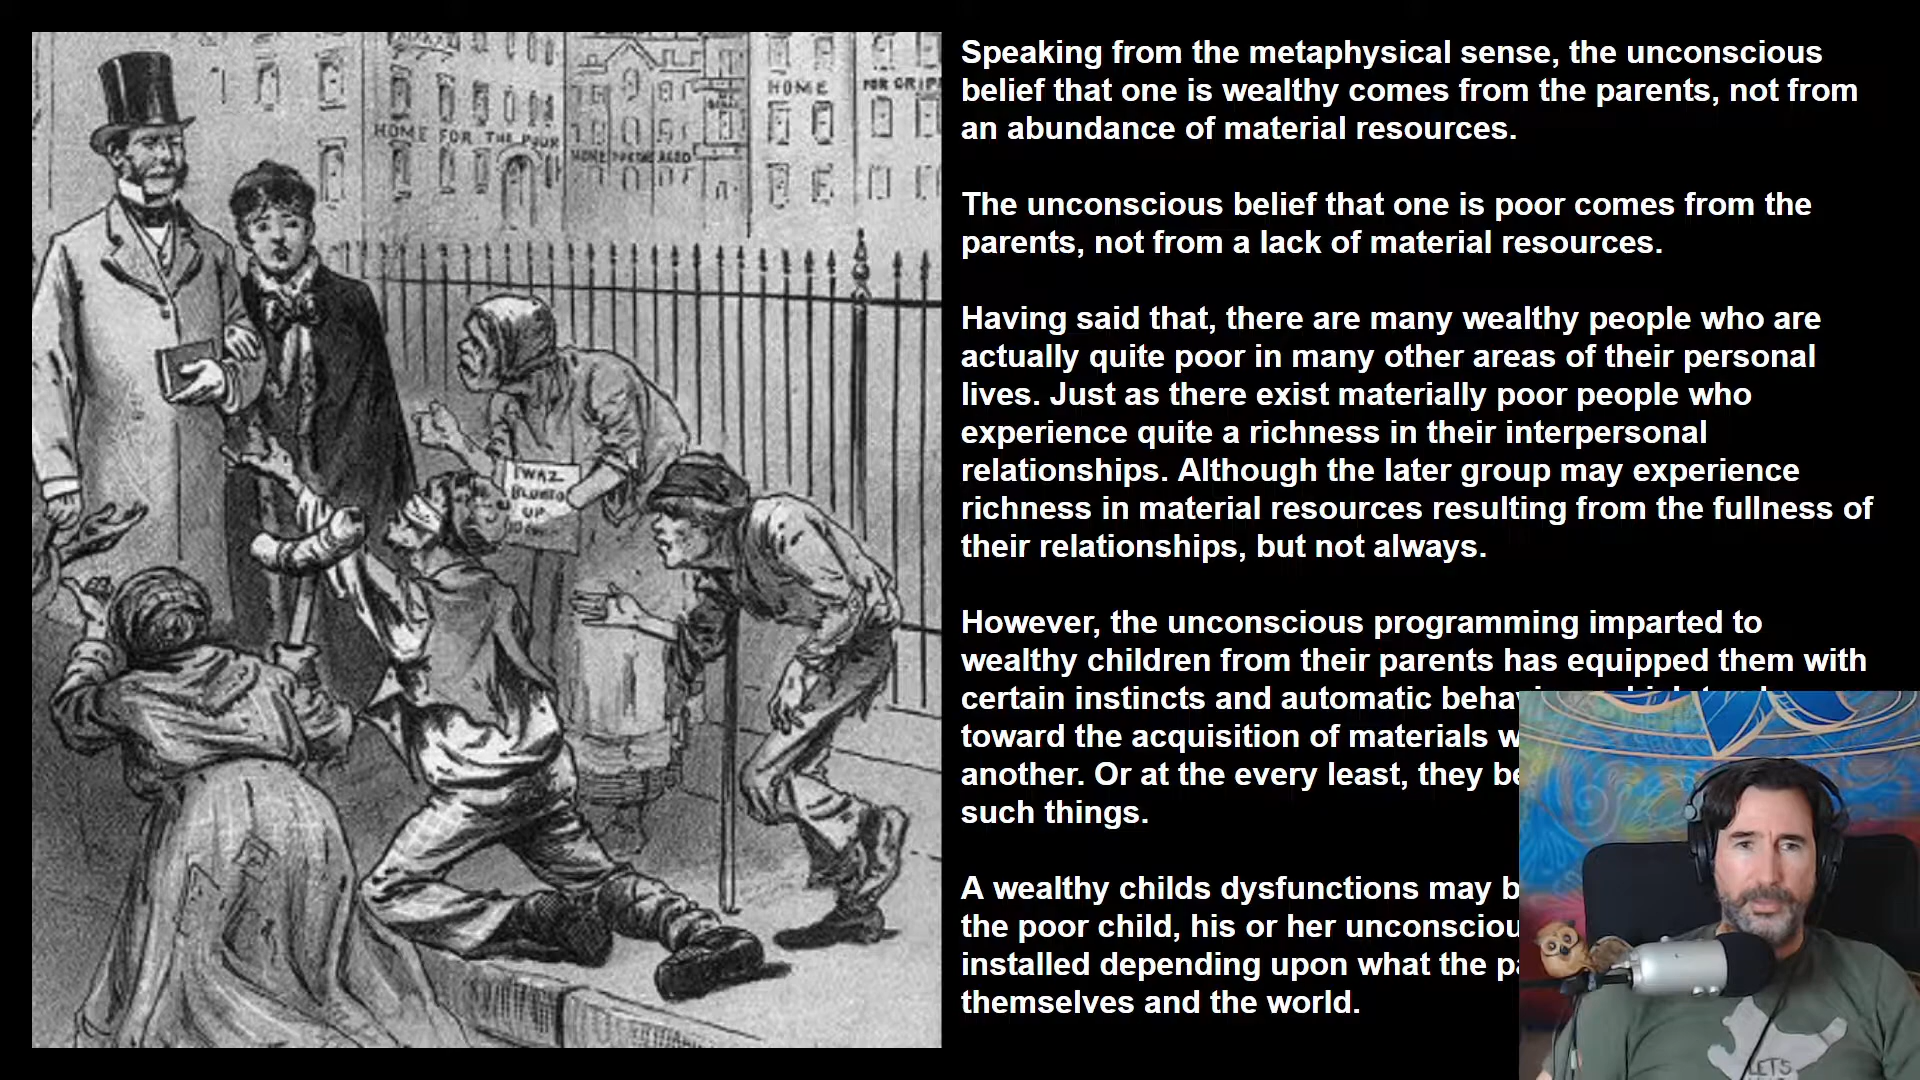 HOME
FOR CRIPP
HOME FOR THE POOR
HOME FOR THE AGED
I WAZ
UP
Speaking from the metaphysical sense, the unconscious
belief that one is wealthy comes from the parents, not from
an abundance of material resources.
The unconscious belief that one is poor comes from the
parents, not from a lack of material resources.
Having said that, there are many wealthy people who are
actually quite poor in many other areas of their personal
lives. Just as there exist materially poor people who
experience quite a richness in their interpersonal
relationships. Although the later group may experience
richness in material resources resulting from the fullness of
their relationships, but not always.
However, the unconscious programming imparted to
wealthy children from their parents has equipped them with
certain instincts and automatic
toward the acquisition of materials
another. Or at the every least, they
such things.
A wealthy childs dysfunctions may
the poor child, his or her
installed depending upon what the
themselves and the world.
LETS